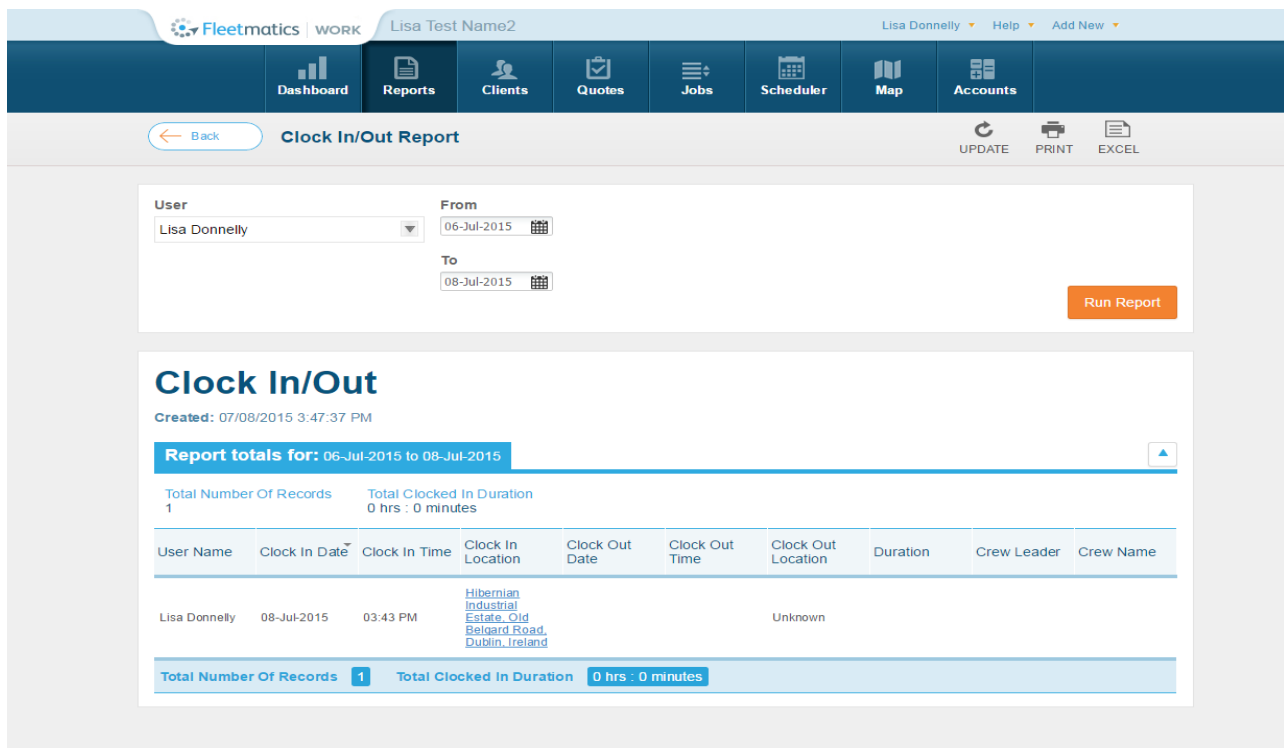 Fleetmatics | WORK Lisa Test Name2 Lisa Donnelly Help Add New
Dashboard Reports Clients Quotes Jobs Scheduler Map Accounts
Back Clock In/Out Report UPDATE PRINT EXCEL
User From
Lisa Donnelly 06-Jul-2015
To
08-Jul-2015
Run Report
Clock In/Out
Created: 07/08/2015 3:47:37 PM
Report totals for: 06-Jul-2015 to 08-Jul-2015
Total Number Of Records Total Clocked In Duration
1 0 hrs : 0 minutes
User Name Clock In Date Clock In Time Clock In Location Clock Out Date Clock Out Time Clock Out Location Duration Crew Leader Crew Name
Lisa Donnelly 08-Jul-2015 03:43 PM Hibernian
Industrial
Estate, Old
Belgard Road,
Dublin, Ireland
Unknown
Total Number Of Records 1 Total Clocked In Duration 0 hrs : 0 minutes